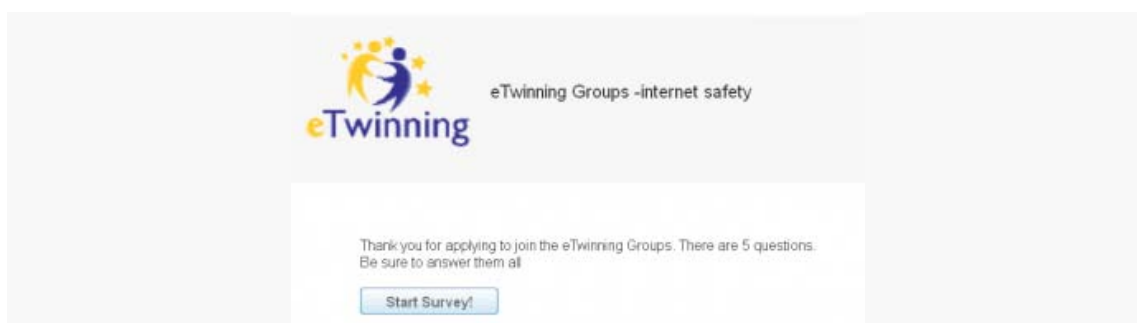 eTwinning Groups -internet safety
eTwinning
Thank you for applying to join the eTwinning Groups. There are 5 questions.
Be sure to answer them all
Start Survey!